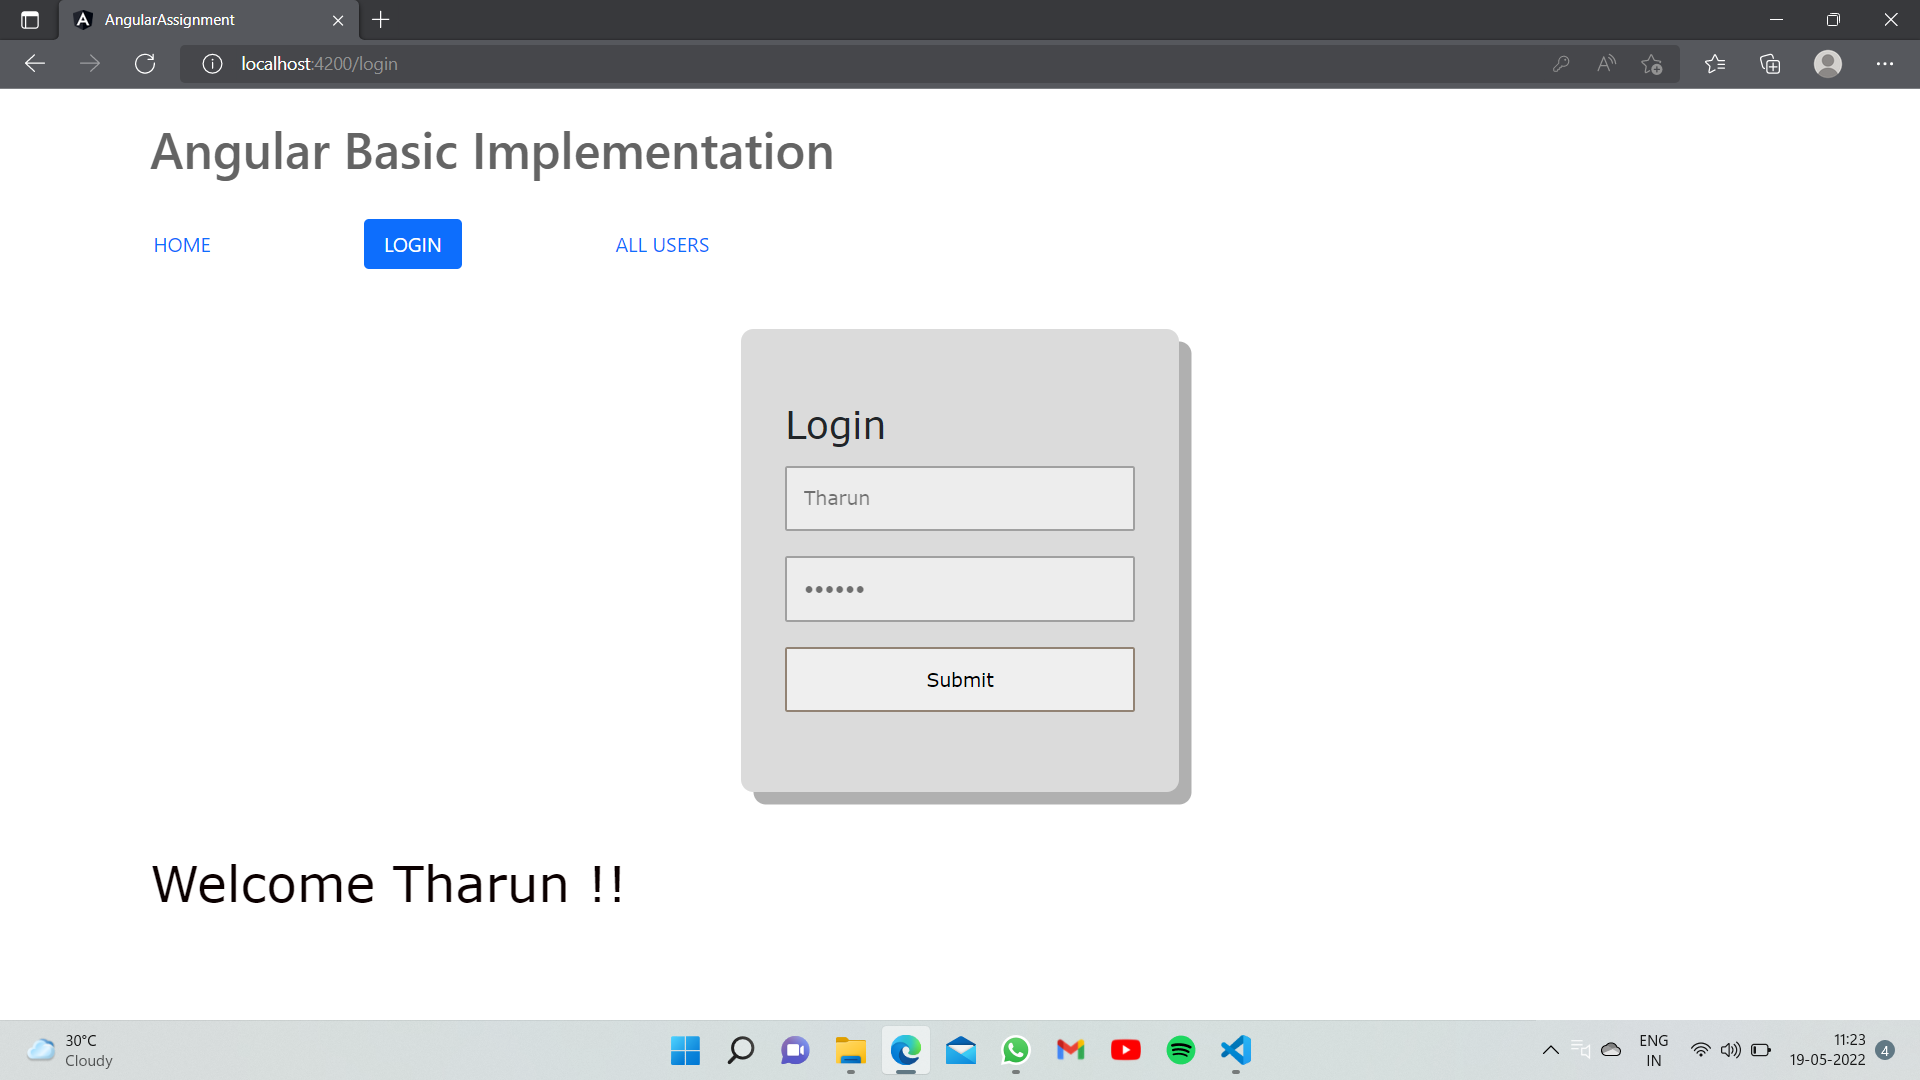 AngularAssignment
localhost:4200/login
Angular Basic Implementation
HOME LOGIN ALL USERS
Login
Tharun
••••••
Submit
Welcome Tharun !!
30°C
Cloudy
ENG
IN
11:23
19-05-2022
4